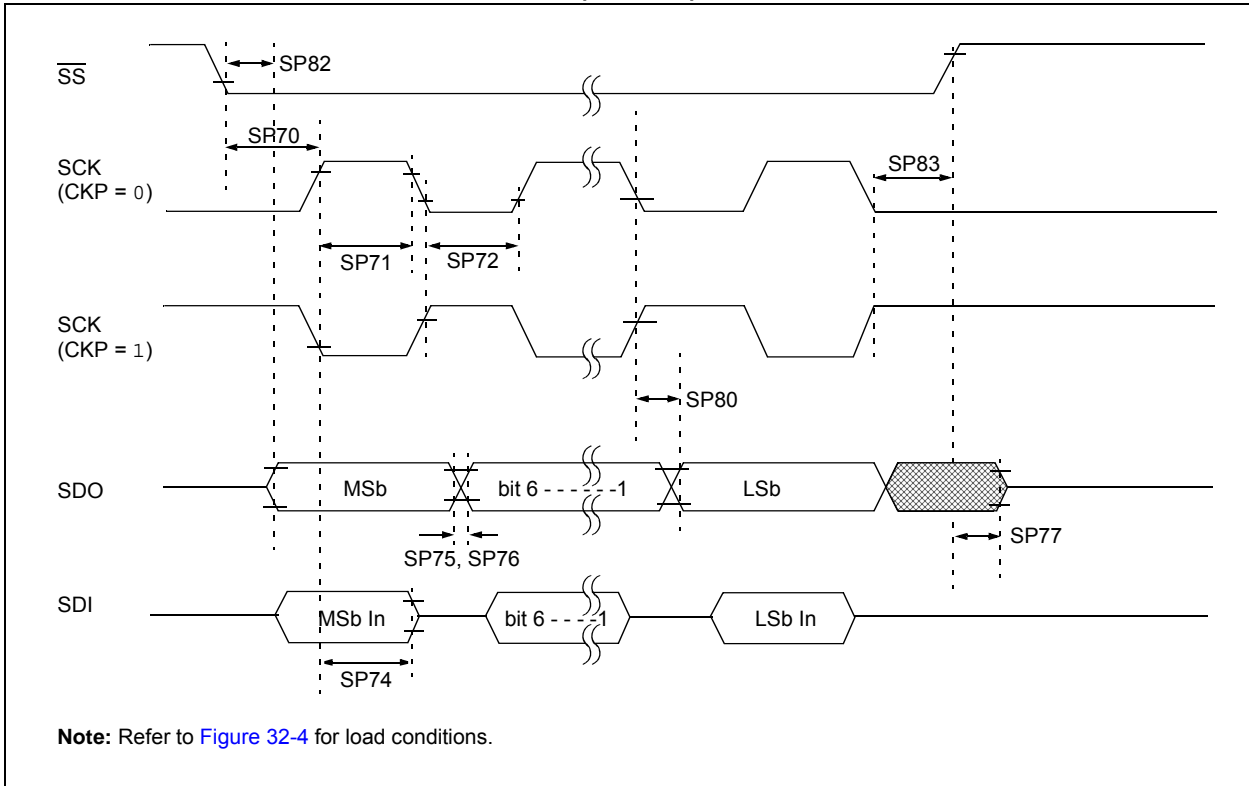 SS
SP82
SP70
SCK
(CKP = 0)
SP83
SP71
SP72
SCK
(CKP = 1)
SP80
SDO
MSb
bit 6 - - - - - -1
LSb
SP77
SP75, SP76
SDI
MSb In
bit 6 - - - -1
LSb In
SP74
Note: Refer to Figure 32-4 for load conditions.